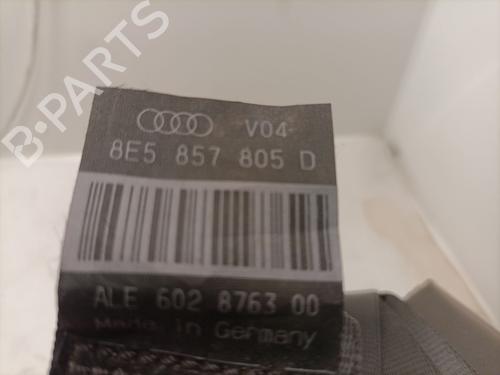 B-PARTS
V04
8E5 857 805 D
ALE 602 8763 00
Made in Germany